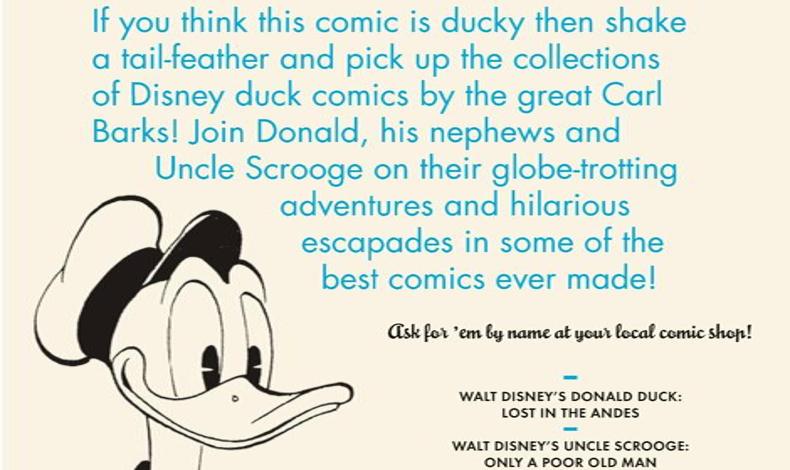 If you think this comic is ducky then shake
a tail-feather and pick up the collections
of Disney duck comics by the great Carl
Barks! Join Donald, his nephews and
Uncle Scrooge on their globe-trotting
adventures and hilarious
escapades in some of the
best comics ever made!
Ask for 'em by name at your local comic shop!
WALT DISNEY'S DONALD DUCK:
LOST IN THE ANDES
WALT DISNEY'S UNCLE SCROOGE:
ONLY A POOR OLD MAN